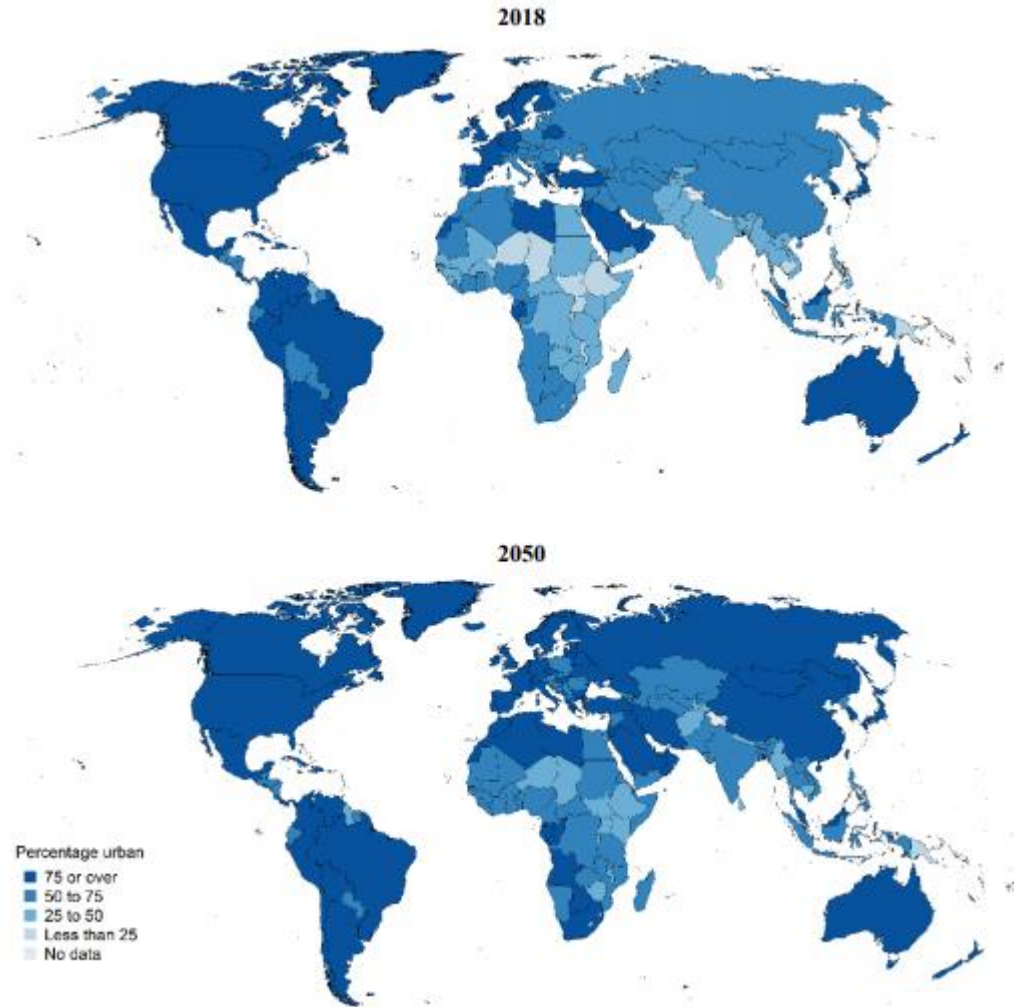 2018
2050
Percentage urban
75 or over
50 to 75
25 to 50
Less than 25
No data